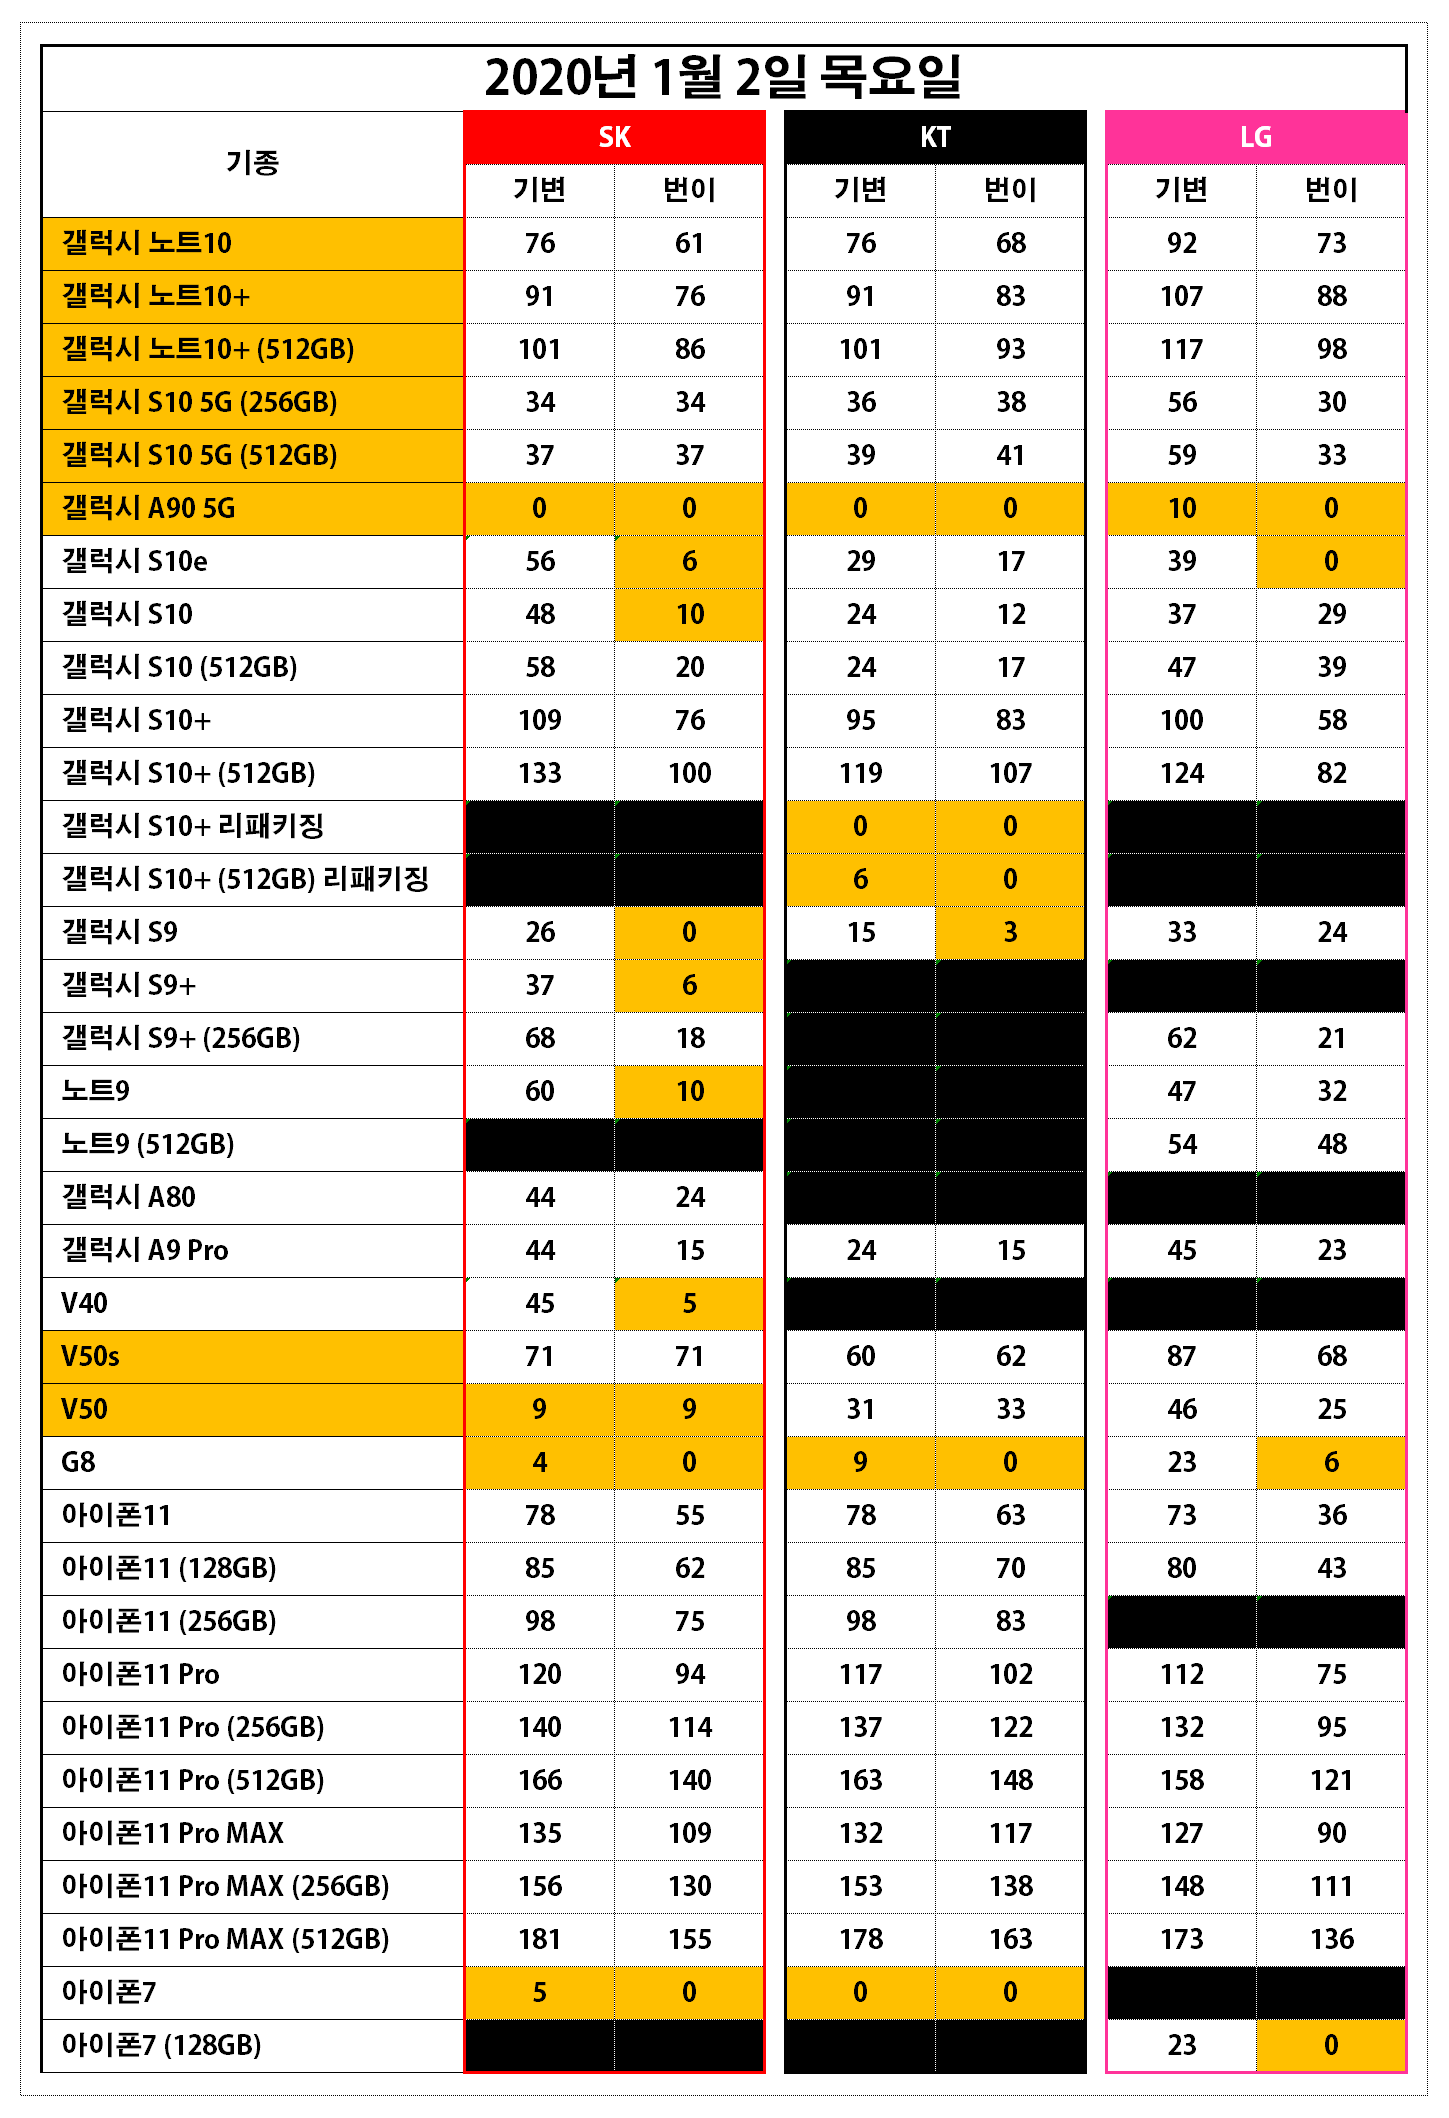 2020년 1월 2일 목요일
기종 SK KT LG
기변 번이 기변 번이 기변 번이
갤럭시 노트10 76 61 76 68 92 73
갤럭시 노트10+ 91 76 91 83 107 88
갤럭시 노트10+ (512GB) 101 86 101 93 117 98
갤럭시 S10 5G (256GB) 34 34 36 38 56 30
갤럭시 S10 5G (512GB) 37 37 39 41 59 33
갤럭시 A90 5G 0 0 0 0 10 0
갤럭시 S10e 56 6 29 17 39 0
갤럭시 S10 48 10 24 12 37 29
갤럭시 S10 (512GB) 58 20 24 17 47 39
갤럭시 S10+ 109 76 95 83 100 58
갤럭시 S10+ (512GB) 133 100 119 107 124 82
갤럭시 S10+ 리패키징 0 0
갤럭시 S10+ (512GB) 리패키징 6 0
갤럭시 S9 26 0 15 3 33 24
갤럭시 S9+ 37 6
갤럭시 S9+ (256GB) 68 18 62 21
노트9 60 10 47 32
노트9 (512GB) 54 48
갤럭시 A80 44 24
갤럭시 A9 Pro 44 15 24 15 45 23
V40 45 5
V50s 71 71 60 62 87 68
V50 9 9 31 33 46 25
G8 4 0 9 0 23 6
아이폰11 78 55 78 63 73 36
아이폰11 (128GB) 85 62 85 70 80 43
아이폰11 (256GB) 98 75 98 83
아이폰11 Pro 120 94 117 102 112 75
아이폰11 Pro (256GB) 140 114 137 122 132 95
아이폰11 Pro (512GB) 166 140 163 148 158 121
아이폰11 Pro MAX 135 109 132 117 127 90
아이폰11 Pro MAX (256GB) 156 130 153 138 148 111
아이폰11 Pro MAX (512GB) 181 155 178 163 173 136
아이폰7 5 0 0 0
아이폰7 (128GB) 23 0